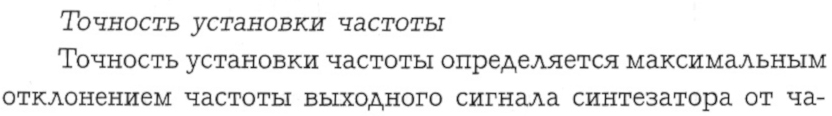 Точность установки частоты
Точность установки частоты определяется максимальным
отклонением частоты выходного сигнала синтезатора от ча-